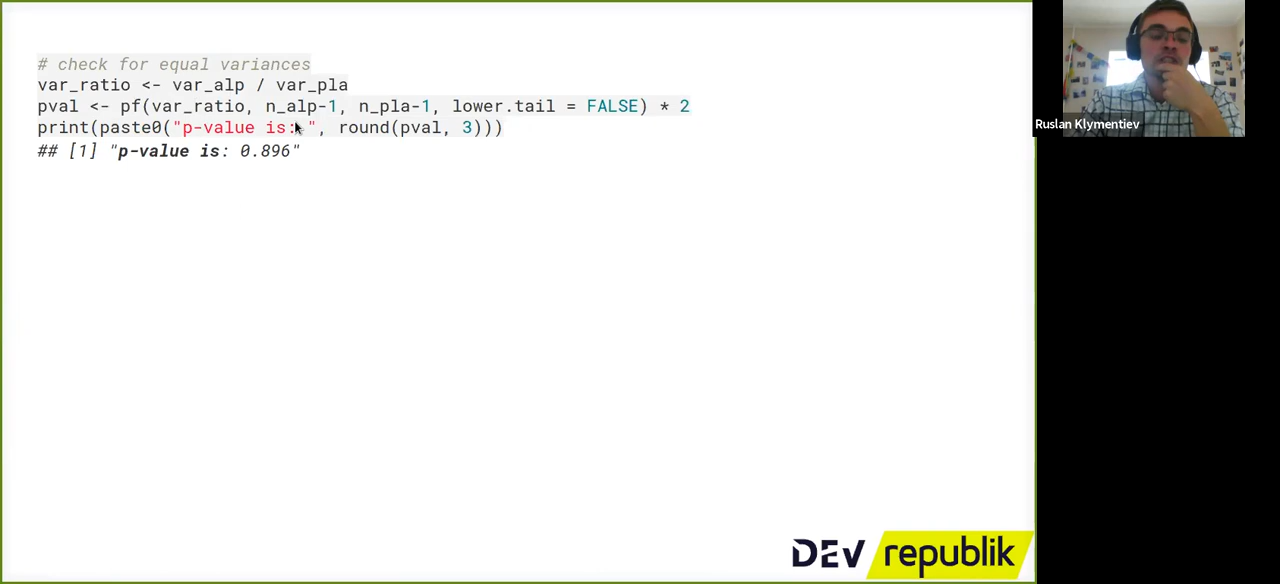 # check for equal variances
var_ratio <- var_alp / var_pla
pval <- pf(var_ratio, n_alp-1, n_pla-1, lower.tail = FALSE) * 2
print(paste0("p-value is: ", round(pval, 3)))
## [1] "p-value is: 0.896"
Ruslan Klymentiev
DEV republik